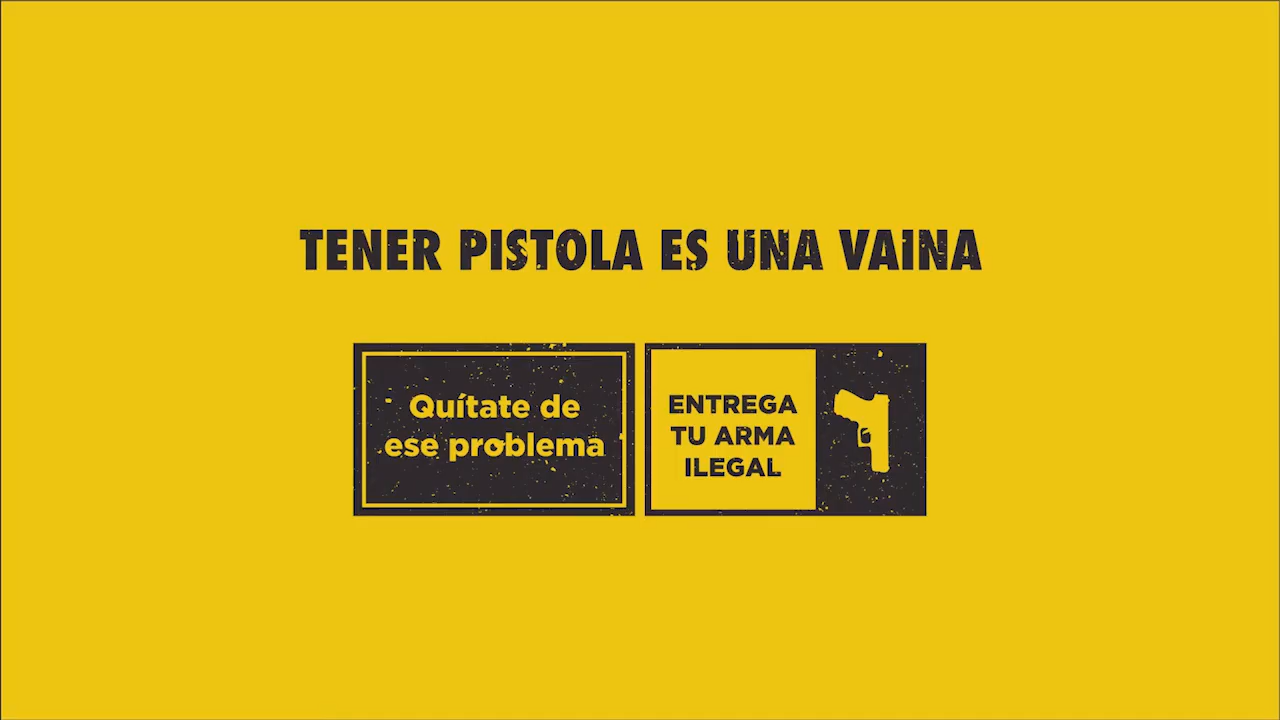 TENER PISTOLA ES UNA VAINA
Quítate de
ese problema
ENTREGA
TU ARMA
ILEGAL